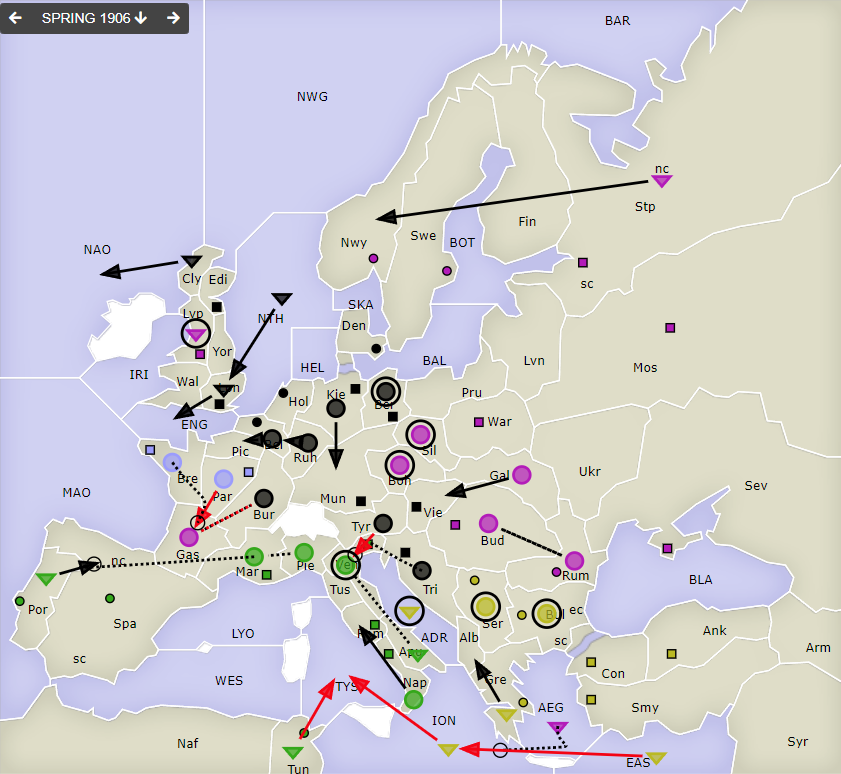 SPRING 1906
BAR
NWG
nc
Stp
Fin
Swe
Nwy
BOT
NAO
Cly
Edi
sc
SKA
Lvp
NTH
Den
Yor
Mos
Lvn
HEL
BAL
IRI
Wal
Lon
Kie
Ber
Hol
Pru
War
ENG
Pic
Bel
Ruh
Sil
Boh
Gal
Ukr
Bre
Par
MAO
Sev
Bur
Mun
Vie
Tyr
Bud
Gas
nc
Mar
Pie
Ven
Rum
BLA
Tus
Tri
Por
Spa
Ser
Bul
ec
Rom
ADR
Alb
sc
Ank
Apu
Arm
sc
LYO
Con
WES
TYS
Nap
Gre
AEG
Smy
ION
Naf
Syr
Tun
EAS